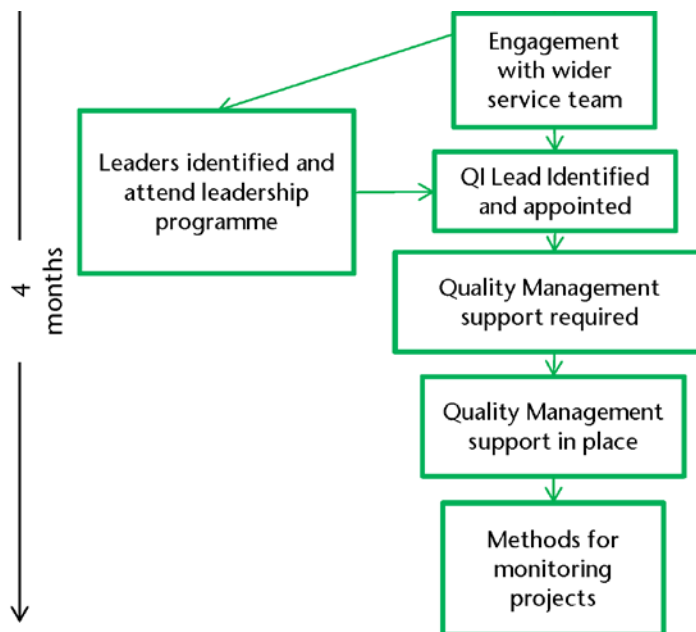 Engagement
with wider
service team
Leaders identified and
attend leadership
programme
QI Lead Identified
and appointed
4
months
Quality Management
support required
Quality Management
support in place
Methods for
monitoring
projects